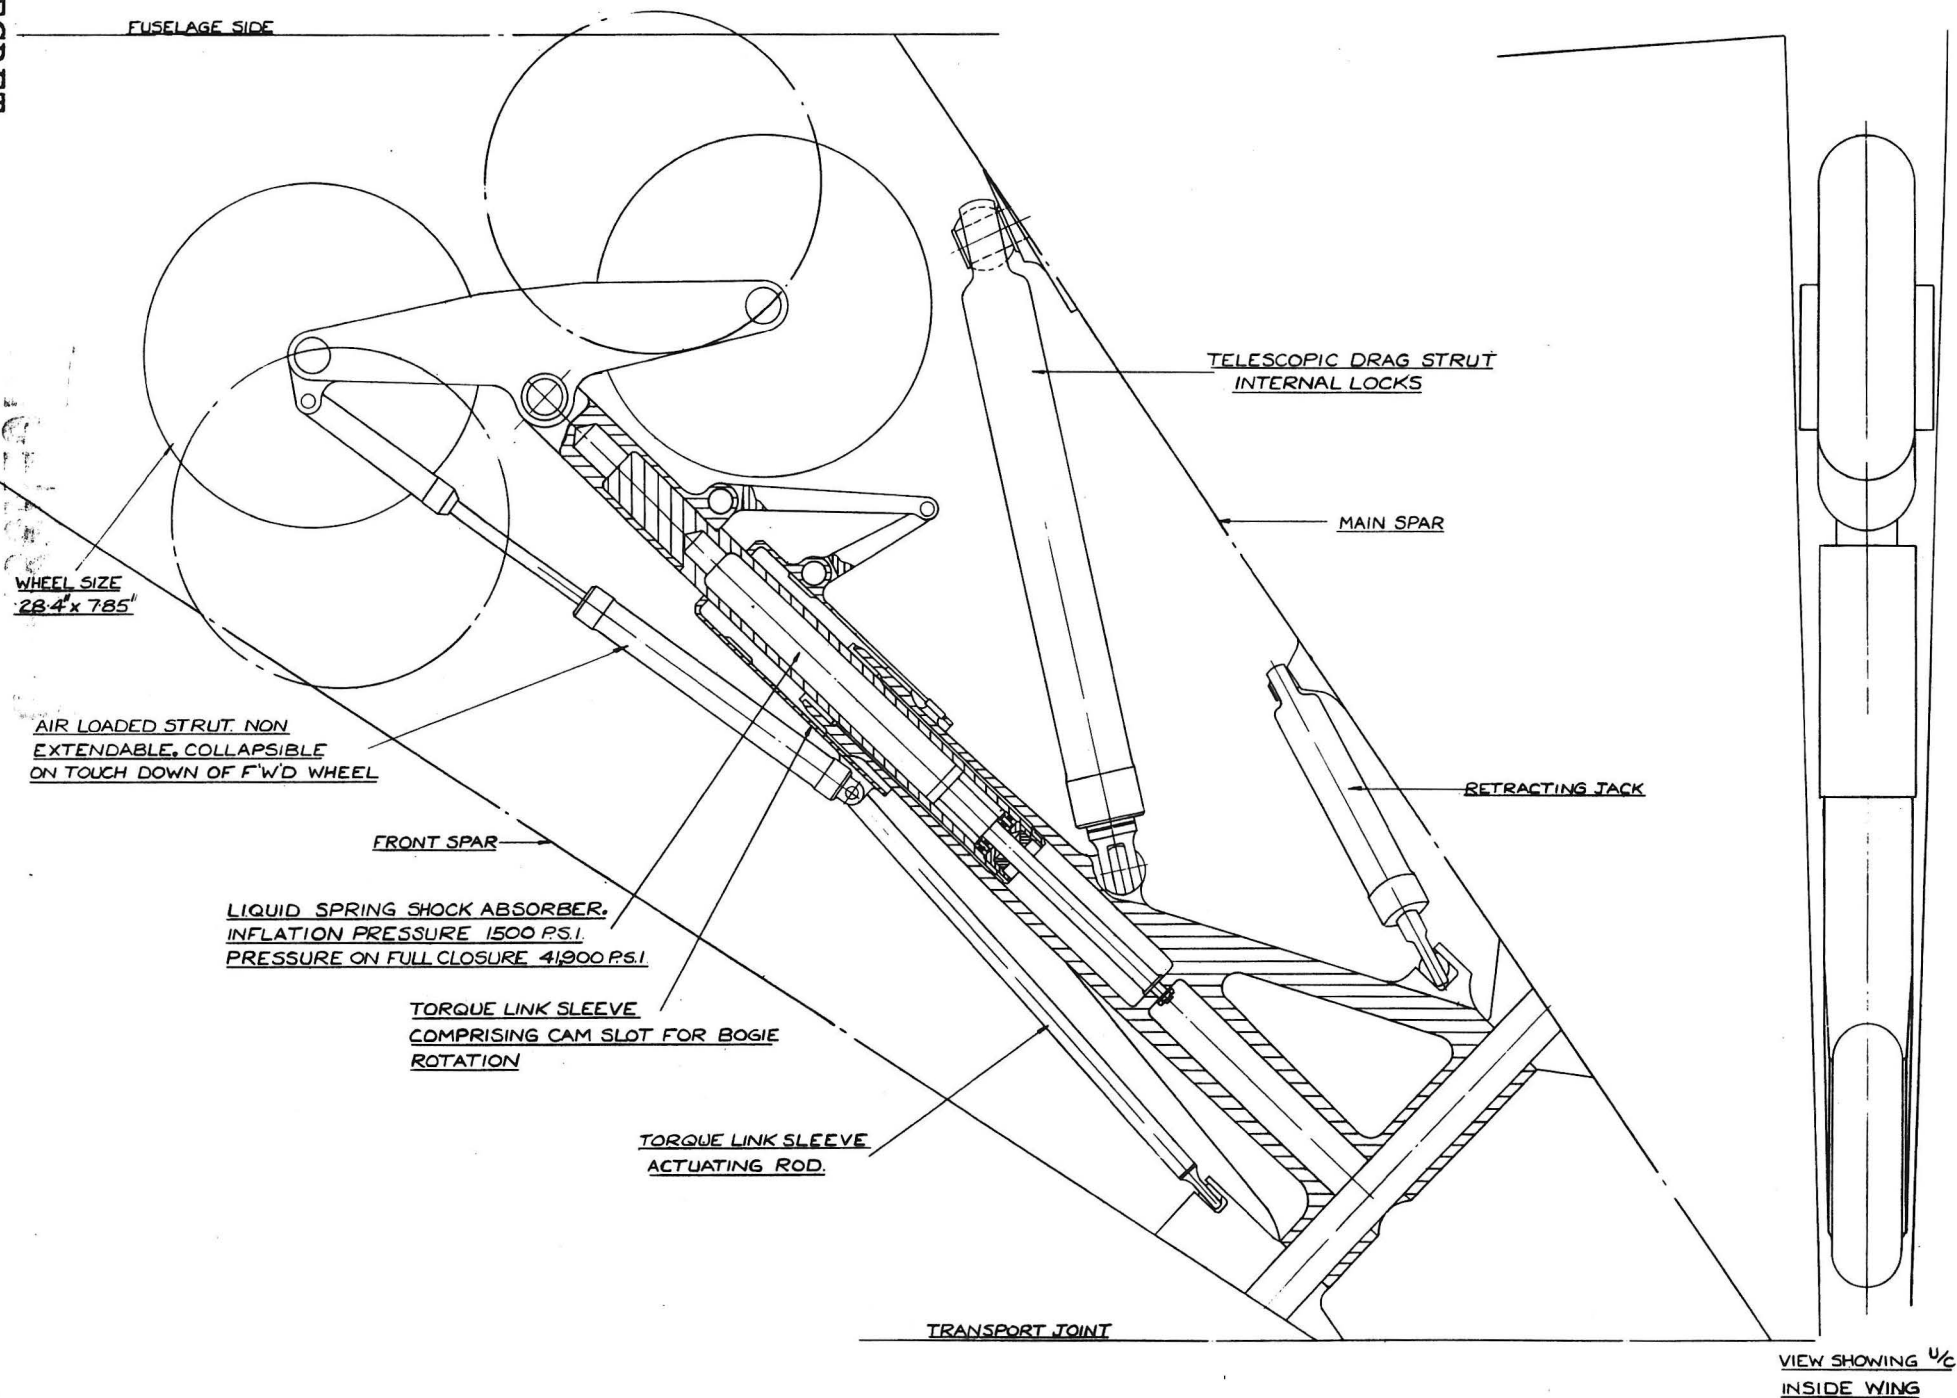 FUSELAGE SIDE
TELESCOPIC DRAG STRUT
INTERNAL LOCKS
MAIN SPAR
WHEEL SIZE
28·4" x 7·85"
AIR LOADED STRUT. NON
EXTENDABLE. COLLAPSIBLE
ON TOUCH DOWN OF F'W'D WHEEL
RETRACTING JACK
FRONT SPAR
LIQUID SPRING SHOCK ABSORBER.
INFLATION PRESSURE 1500 P.S.I.
PRESSURE ON FULL CLOSURE 41,900 P.S.I.
TORQUE LINK SLEEVE
COMPRISING CAM SLOT FOR BOGIE
ROTATION
TORQUE LINK SLEEVE
ACTUATING ROD.
TRANSPORT JOINT
VIEW SHOWING U/C
INSIDE WING